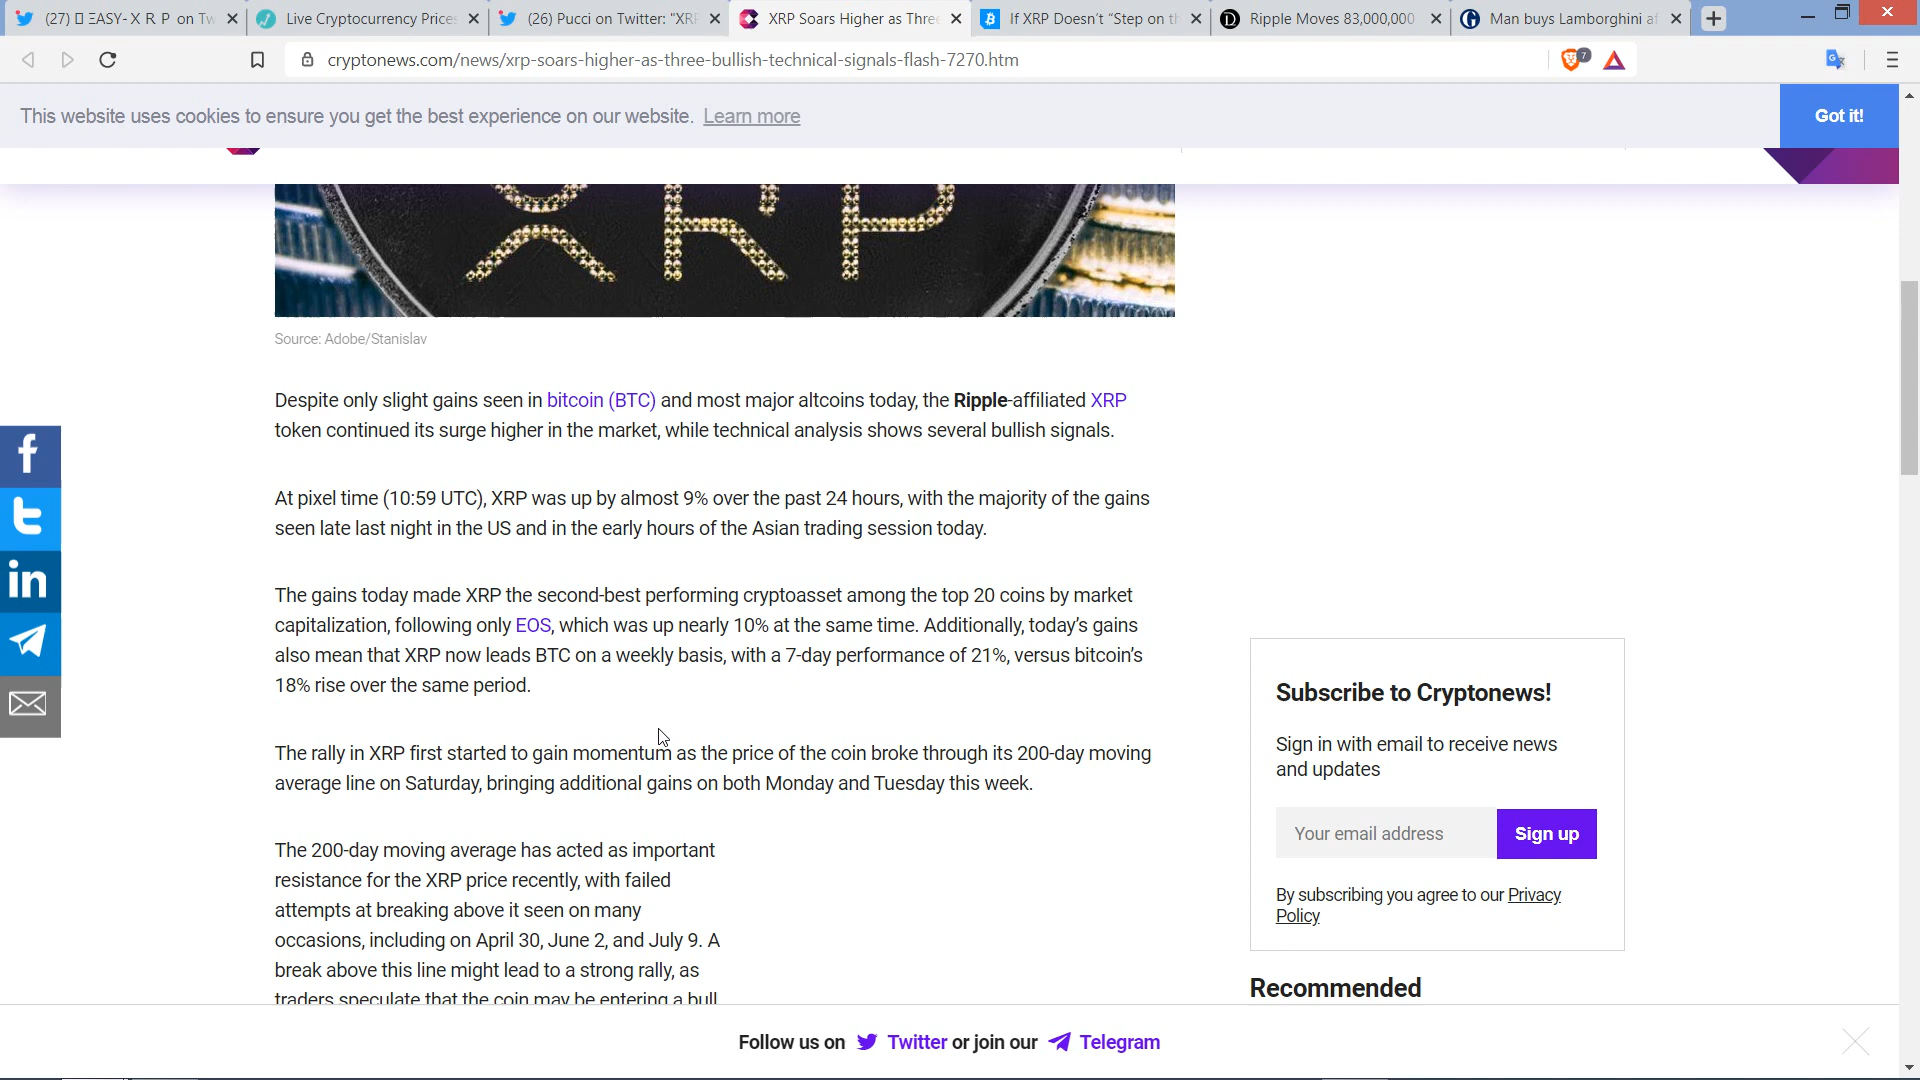 (27) ΞASY- X R P on Tw
Live Cryptocurrency Prices
(26) Pucci on Twitter: "XRP
XRP Soars Higher as Three
If XRP Doesn't "Step on th
Ripple Moves 83,000,000
Man buys Lamborghini af
cryptonews.com/news/xrp-soars-higher-as-three-bullish-technical-signals-flash-7270.htm
7
This website uses cookies to ensure you get the best experience on our website. Learn more
Got it!
XRP
Source: Adobe/Stanislav
Despite only slight gains seen in bitcoin (BTC) and most major altcoins today, the Ripple-affiliated XRP
token continued its surge higher in the market, while technical analysis shows several bullish signals.
At pixel time (10:59 UTC), XRP was up by almost 9% over the past 24 hours, with the majority of the gains
seen late last night in the US and in the early hours of the Asian trading session today.
The gains today made XRP the second-best performing cryptoasset among the top 20 coins by market
capitalization, following only EOS, which was up nearly 10% at the same time. Additionally, today's gains
also mean that XRP now leads BTC on a weekly basis, with a 7-day performance of 21%, versus bitcoin's
18% rise over the same period.
The rally in XRP first started to gain momentum as the price of the coin broke through its 200-day moving
average line on Saturday, bringing additional gains on both Monday and Tuesday this week.
The 200-day moving average has acted as important
resistance for the XRP price recently, with failed
attempts at breaking above it seen on many
occasions, including on April 30, June 2, and July 9. A
break above this line might lead to a strong rally, as
traders speculate that the coin may be entering a bull
Subscribe to Cryptonews!
Sign in with email to receive news
and updates
Your email address
Sign up
By subscribing you agree to our Privacy
Policy
Recommended
Follow us on Twitter or join our Telegram